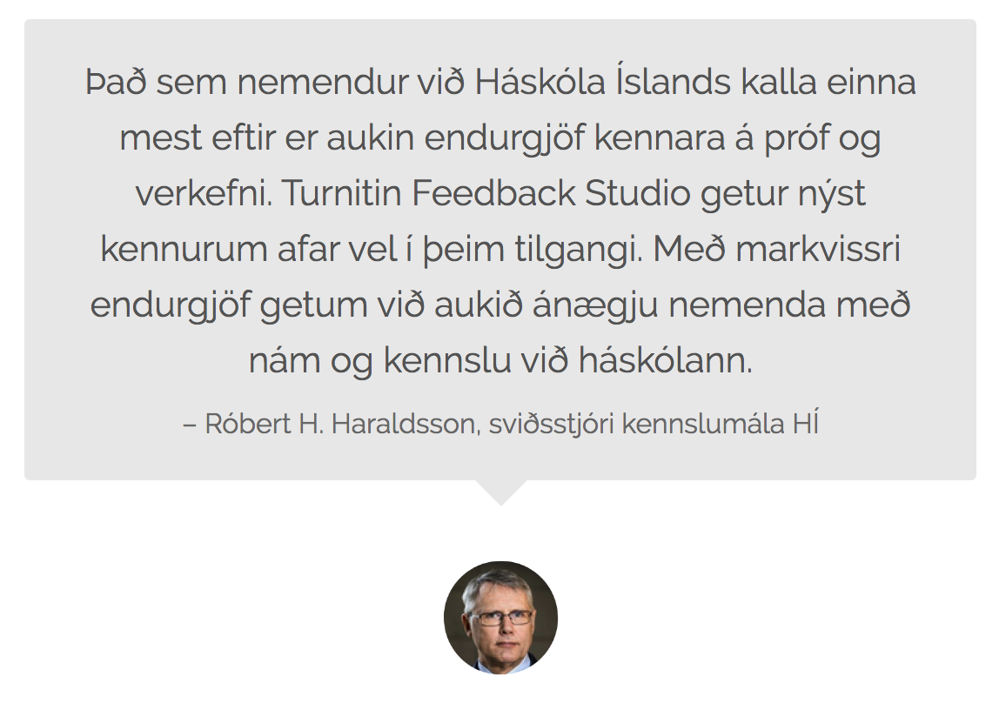 Það sem nemendur við Háskóla Íslands kalla einna
mest eftir er aukin endurgjöf kennara á próf og
verkefni. Turnitin Feedback Studio getur nýst
kennurum afar vel í þeim tilgangi. Með markvissri
endurgjöf getum við aukið ánægju nemenda með
nám og kennslu við háskólann.
– Róbert H. Haraldsson, sviðsstjóri kennslumála HÍ